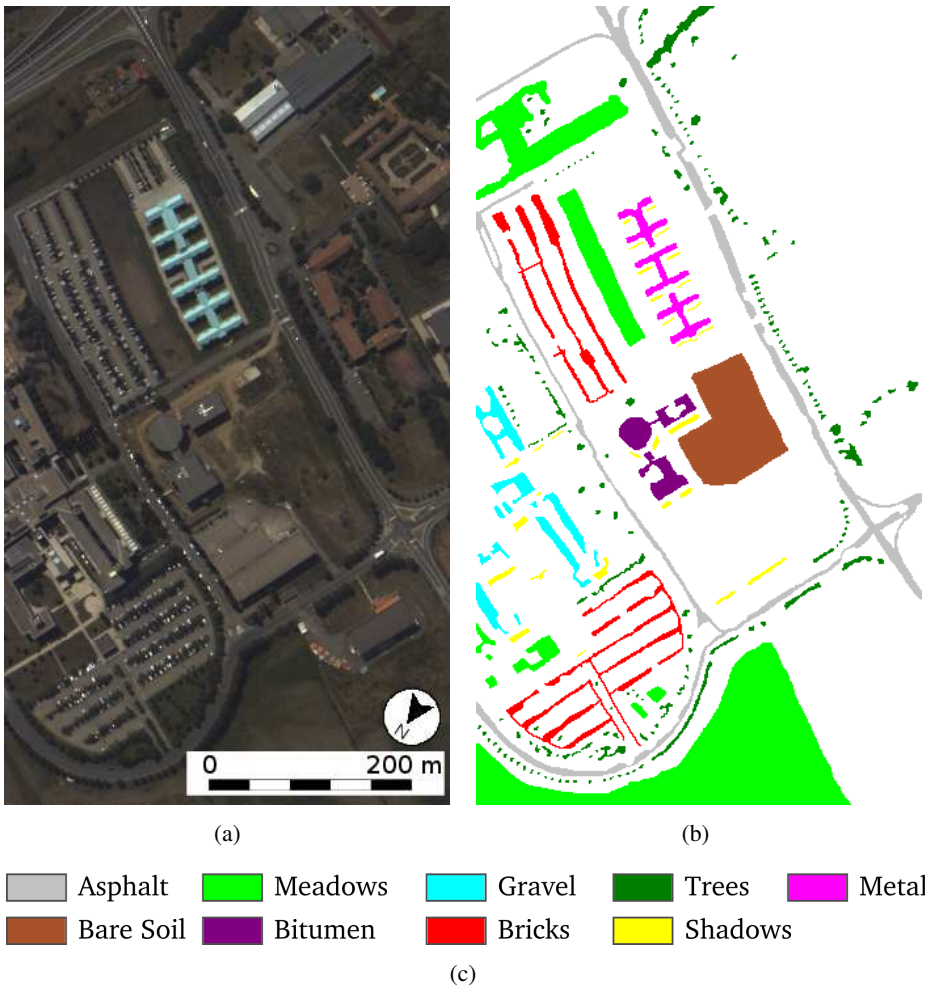 N
0 200 m
(a) (b)
Asphalt Meadows Gravel Trees Metal
Bare Soil Bitumen Bricks Shadows
(c)